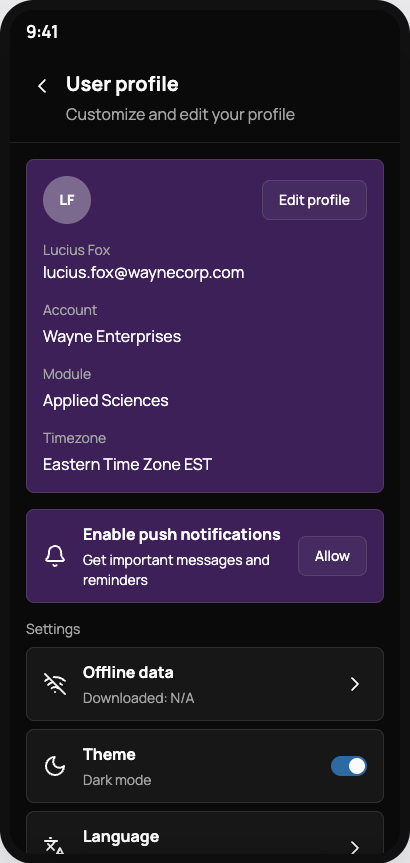 9:41
User profile
Customize and edit your profile
LF
Edit profile
Lucius Fox
lucius.fox@waynecorp.com
Account
Wayne Enterprises
Module
Applied Sciences
Timezone
Eastern Time Zone EST
Enable push notifications
Get important messages and
reminders
Allow
Settings
Offline data
Downloaded: N/A
Theme
Dark mode
Language